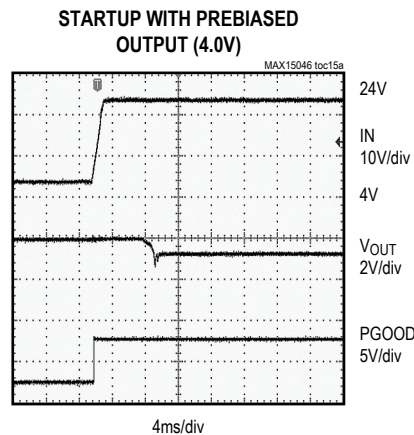 STARTUP WITH PREBIASED
OUTPUT (4.0V)
MAX15046 toc15a
24V
IN
10V/div
4V
VOUT
2V/div
PGOOD
5V/div
4ms/div